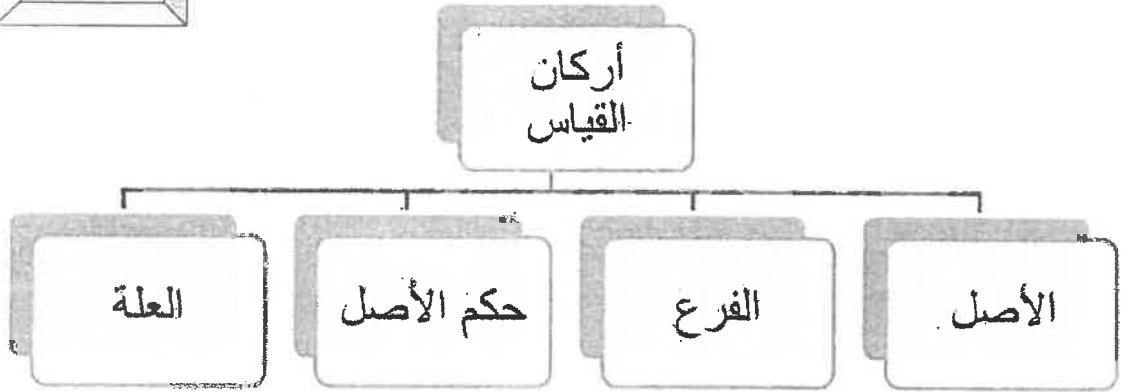 أركان
القياس
الأصل
الفرع
حكم الأصل
العلة